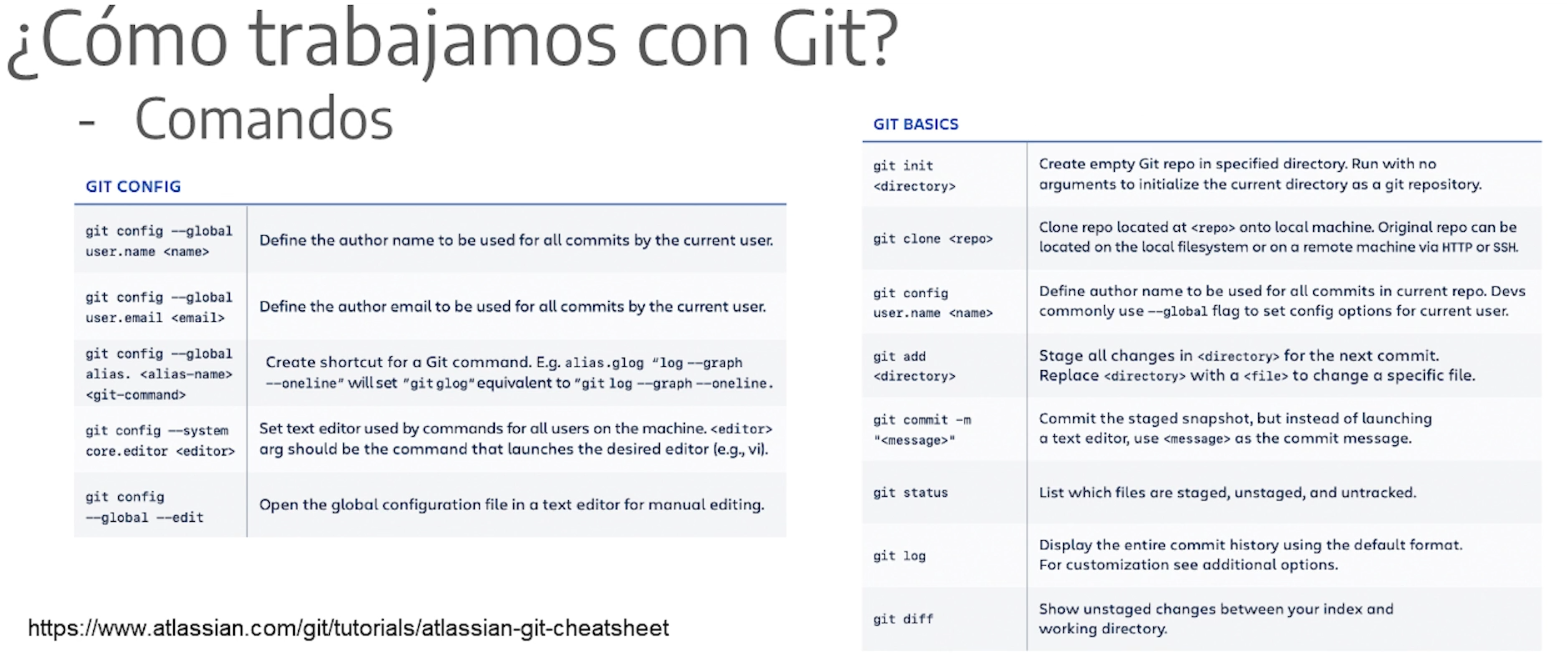 ¿Cómo trabajamos con Git?
- Comandos
GIT CONFIG
git config --global
user.name <name>
Define the author name to be used for all commits by the current user.
git config --global
user.email <email>
Define the author email to be used for all commits by the current user.
git config --global
alias. <alias-name>
<git-command>
Create shortcut for a Git command. E.g. alias.glog “log --graph
--oneline” will set “git glog” equivalent to “git log --graph --oneline.
git config --system
core.editor <editor>
Set text editor used by commands for all users on the machine. <editor>
arg should be the command that launches the desired editor (e.g., vi).
git config
--global --edit
Open the global configuration file in a text editor for manual editing.
https://www.atlassian.com/git/tutorials/atlassian-git-cheatsheet
GIT BASICS
git init
<directory>
Create empty Git repo in specified directory. Run with no
arguments to initialize the current directory as a git repository.
git clone <repo>
Clone repo located at <repo> onto local machine. Original repo can be
located on the local filesystem or on a remote machine via HTTP or SSH.
git config
user.name <name>
Define author name to be used for all commits in current repo. Devs
commonly use --global flag to set config options for current user.
git add
<directory>
Stage all changes in <directory> for the next commit.
Replace <directory> with a <file> to change a specific file.
git commit -m
"<message>"
Commit the staged snapshot, but instead of launching
a text editor, use <message> as the commit message.
git status
List which files are staged, unstaged, and untracked.
git log
Display the entire commit history using the default format.
For customization see additional options.
git diff
Show unstaged changes between your index and
working directory.